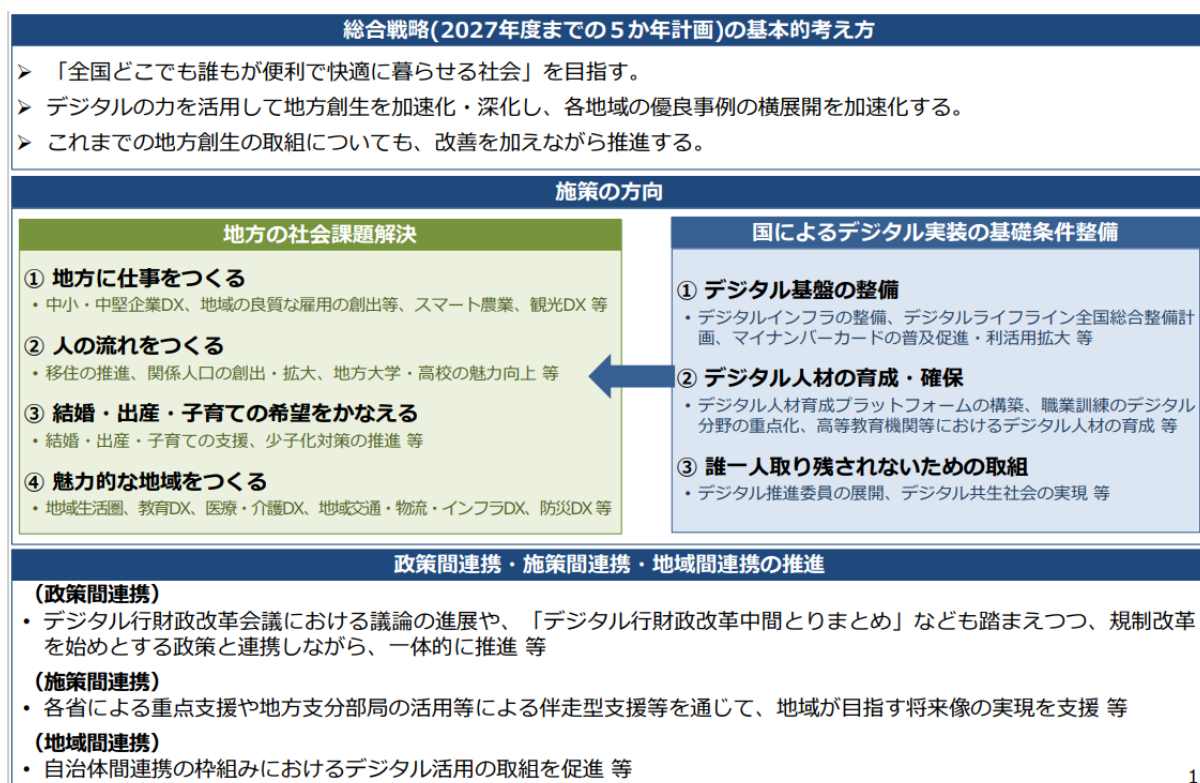 総合戦略(2027年度までの５か年計画)の基本的考え方
➢ 「全国どこでも誰もが便利で快適に暮らせる社会」を目指す。
➢ デジタルの力を活用して地方創生を加速化・深化し、各地域の優良事例の横展開を加速化する。
➢ これまでの地方創生の取組についても、改善を加えながら推進する。
施策の方向
地方の社会課題解決
① 地方に仕事をつくる
・中小・中堅企業DX、地域の良質な雇用の創出等、スマート農業、観光DX 等
② 人の流れをつくる
・移住の推進、関係人口の創出・拡大、地方大学・高校の魅力向上 等
③ 結婚・出産・子育ての希望をかなえる
・結婚・出産・子育ての支援、少子化対策の推進 等
④ 魅力的な地域をつくる
・地域生活圏、教育DX、医療・介護DX、地域交通・物流・インフラDX、防災DX 等
国によるデジタル実装の基礎条件整備
① デジタル基盤の整備
・デジタルインフラの整備、デジタルライフライン全国総合整備計
画、マイナンバーカードの普及促進・利活用拡大 等
② デジタル人材の育成・確保
・デジタル人材育成プラットフォームの構築、職業訓練のデジタル
分野の重点化、高等教育機関等におけるデジタル人材の育成 等
③ 誰一人取り残されないための取組
・デジタル推進委員の展開、デジタル共生社会の実現 等
政策間連携・施策間連携・地域間連携の推進
（政策間連携）
・デジタル行財政改革会議における議論の進展や、「デジタル行財政改革中間とりまとめ」なども踏まえつつ、規制改革
を始めとする政策と連携しながら、一体的に推進 等
（施策間連携）
・各省による重点支援や地方支分部局の活用等による伴走型支援等を通じて、地域が目指す将来像の実現を支援 等
（地域間連携）
・自治体間連携の枠組みにおけるデジタル活用の取組を促進 等
1